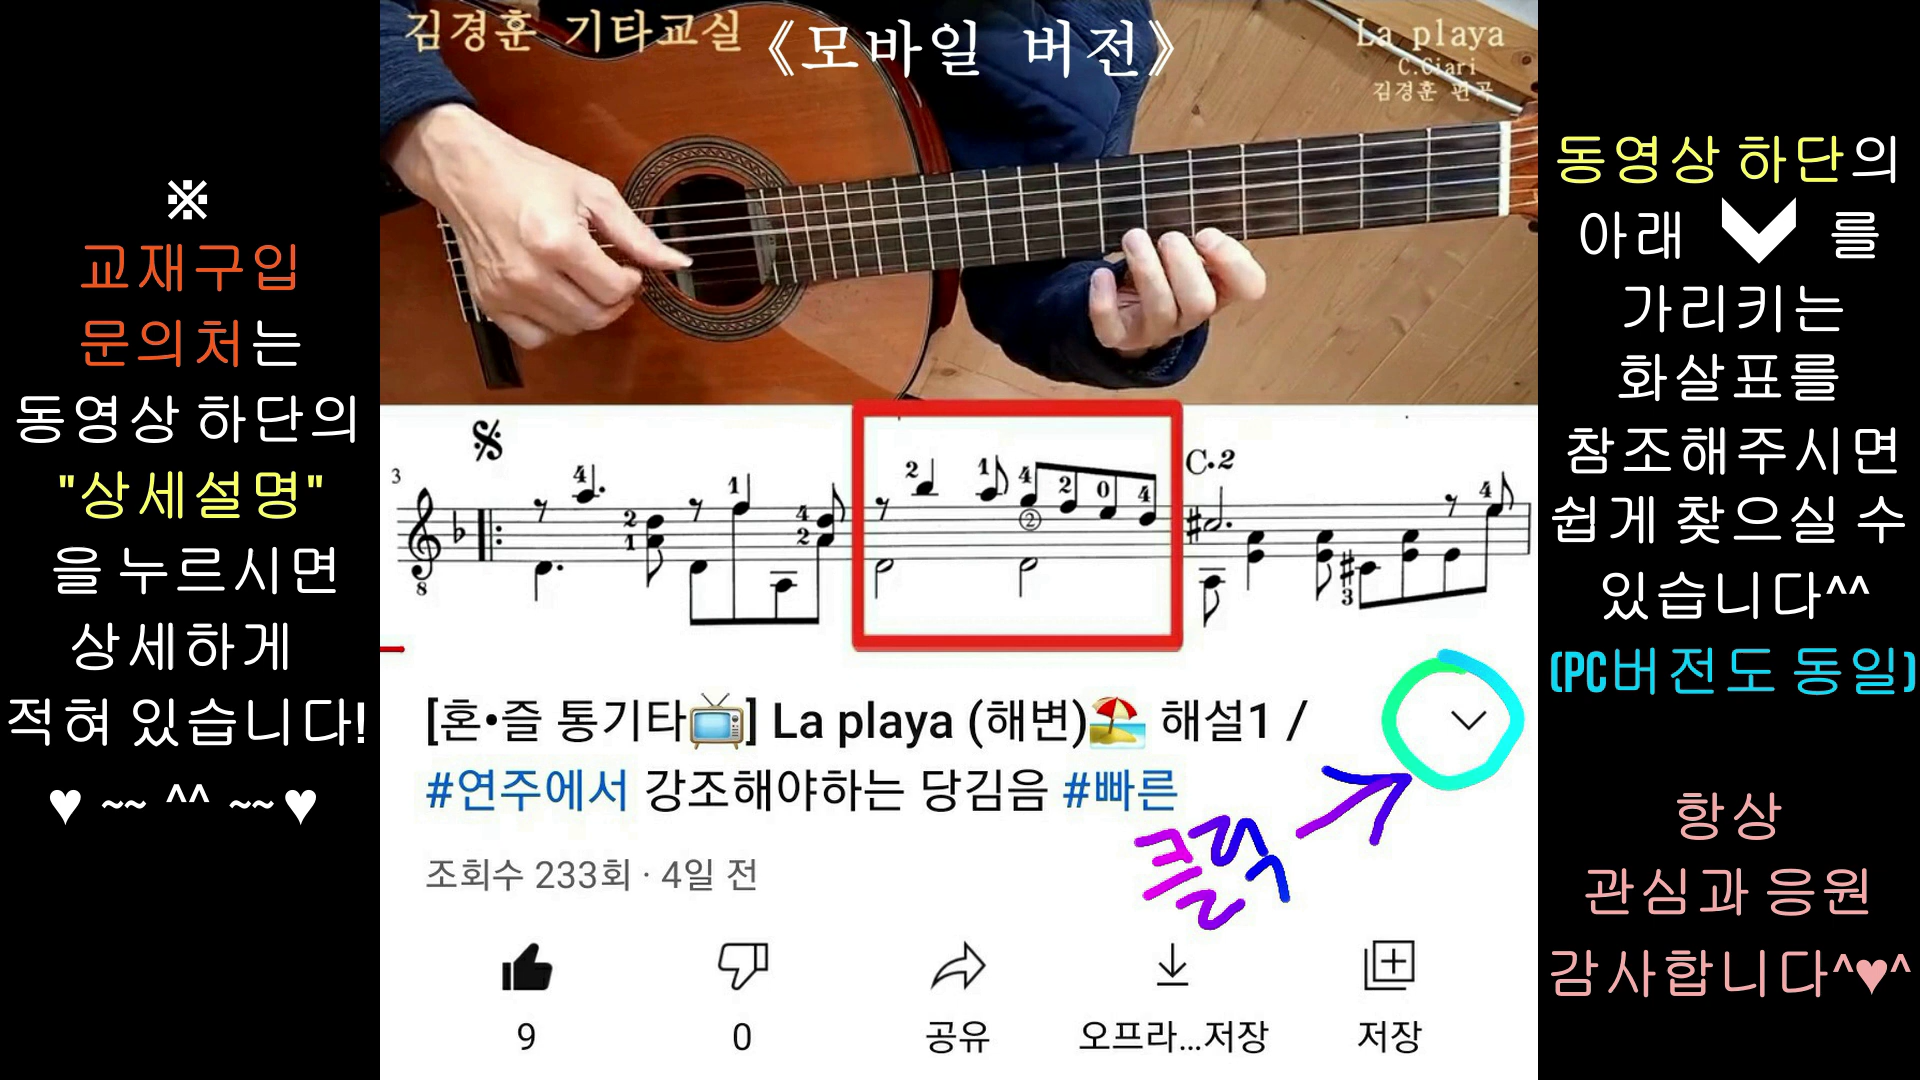 ※
교재구입
문의처는
동영상 하단의
"상세설명"
을 누르시면
상세하게
적혀 있습니다!
♥ ~~ ^^ ~~ ♥
김경훈 기타교실
《모바일 버전》
La playa
C.Ciari
김경훈 편곡
3
C.2
[혼•즐 통기타📺] La playa (해변)🏖 해설1 /
#연주에서 강조해야하는 당김음 #빠른
조회수 233회 · 4일 전
클릭
9
0
공유
오프라...저장
저장
동영상 하단의
아래 ﹀ 를
가리키는
화살표를
참조해주시면
쉽게 찾으실 수
있습니다^^
(PC버전도 동일)
항상
관심과 응원
감사합니다^♥^